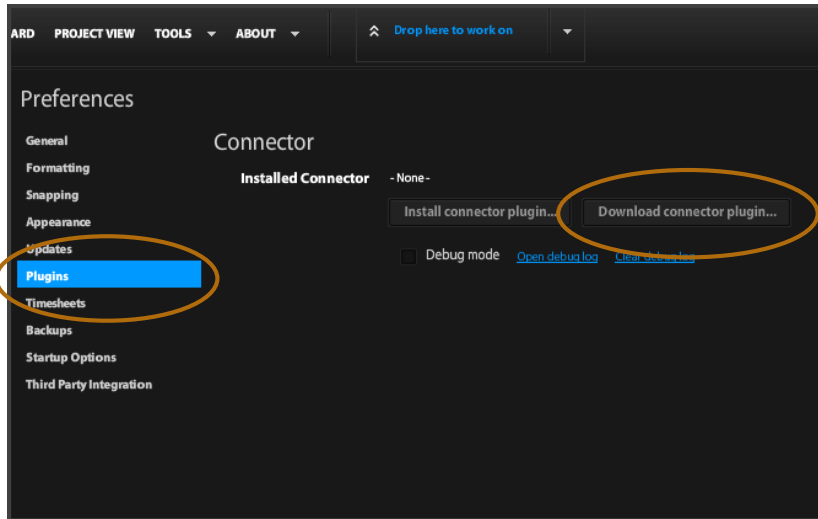 ARD PROJECT VIEW TOOLS ABOUT Drop here to work on
Preferences
General
Formatting
Snapping
Appearance
Updates
Plugins
Timesheets
Backups
Startup Options
Third Party Integration
Connector
Installed Connector - None -
Install connector plugin... Download connector plugin...
Debug mode Open debug log Clear debug log